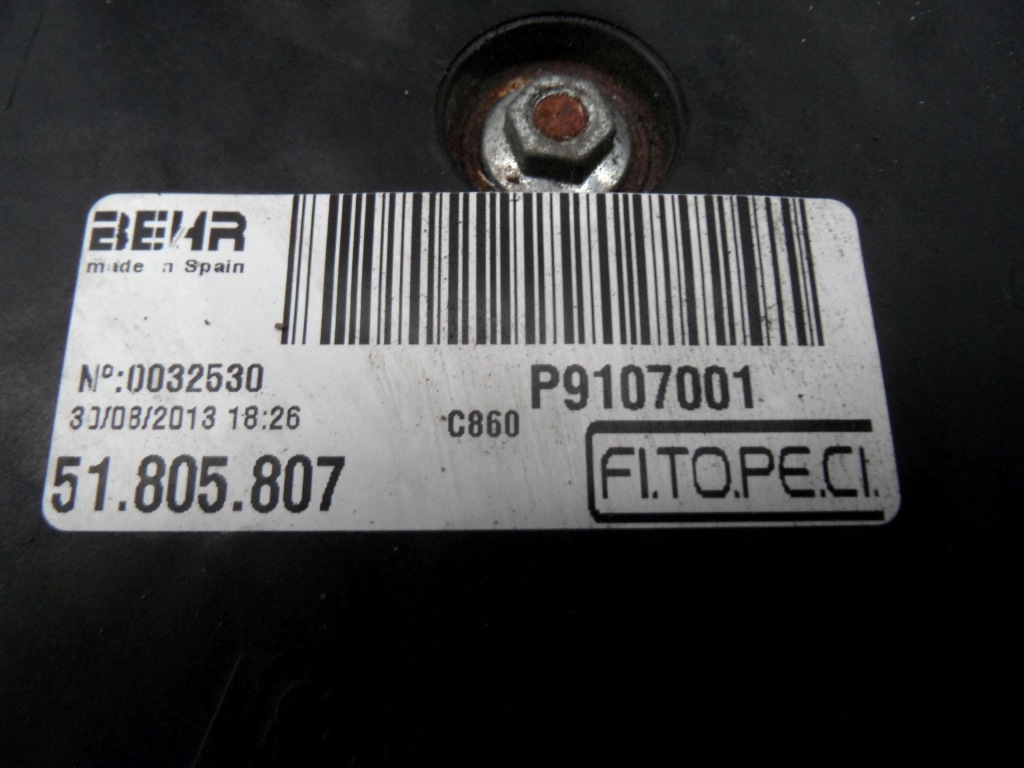 BEHR
made in Spain
Nº:0032530
30/08/2013 18:26
P9107001
C860
51.805.807
FI.TO.PE.CI.